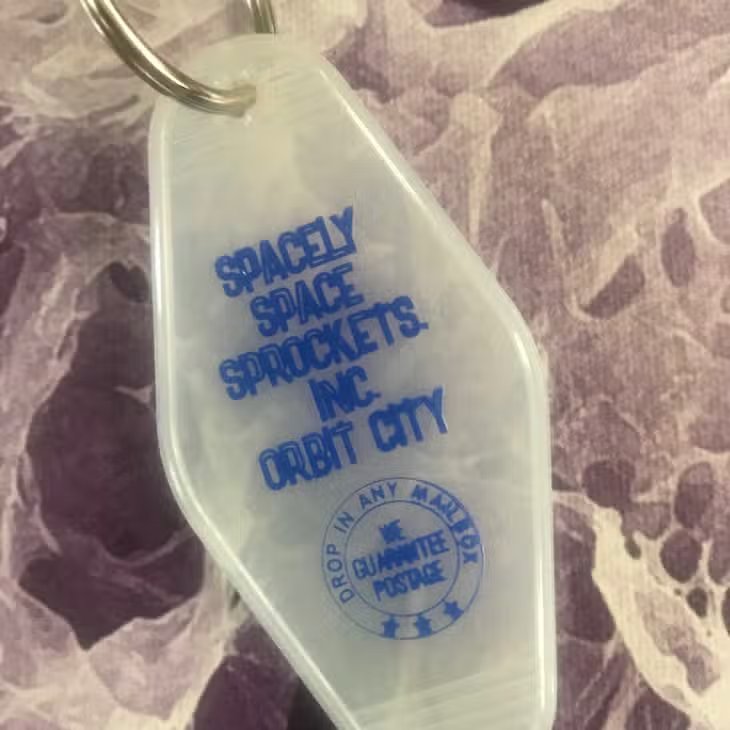 SPACELY
SPACE
SPROCKETS.
INC.
ORBIT CITY
DROP IN ANY MAILBOX
WE
GUARANTEE
POSTAGE